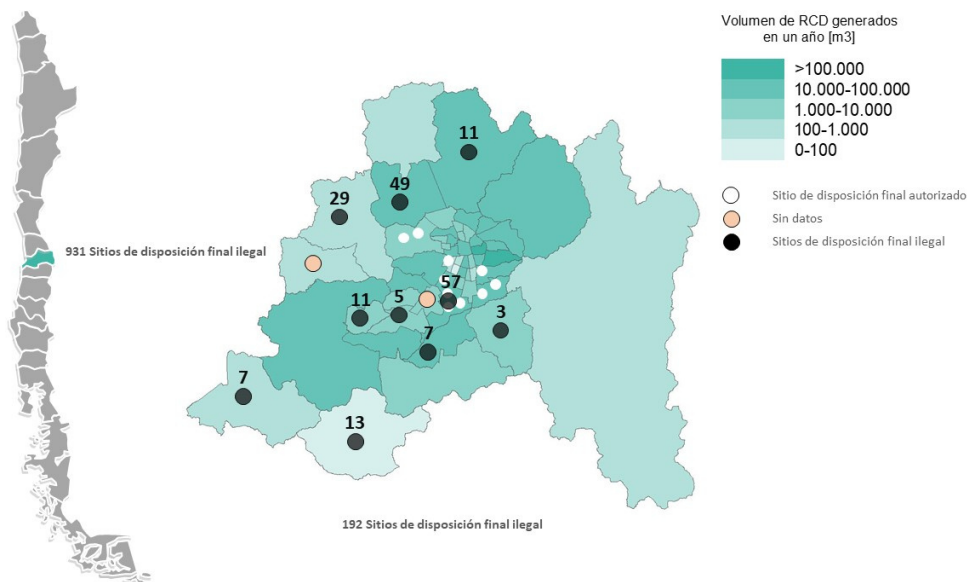 Volumen de RCD generados
en un año [m3]
>100.000
10.000-100.000
1.000-10.000
100-1.000
0-100
Sitio de disposición final autorizado
Sin datos
Sitios de disposición final ilegal
11
49
29
931 Sitios de disposición final ilegal
57
11
5
3
7
7
13
192 Sitios de disposición final ilegal